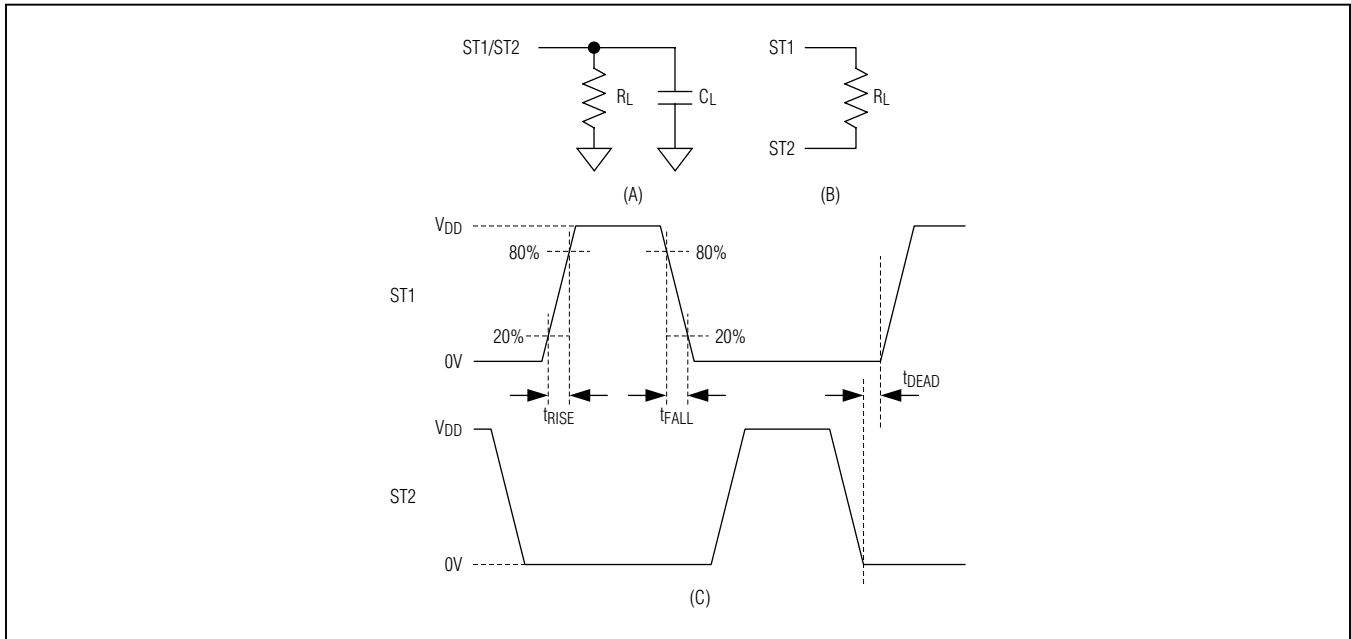 ST1/ST2
RL
CL
(A)
ST1
RL
ST2
(B)
VDD
80%
80%
ST1
20%
20%
0V
tRISE
tFALL
tDEAD
VDD
ST2
0V
(C)